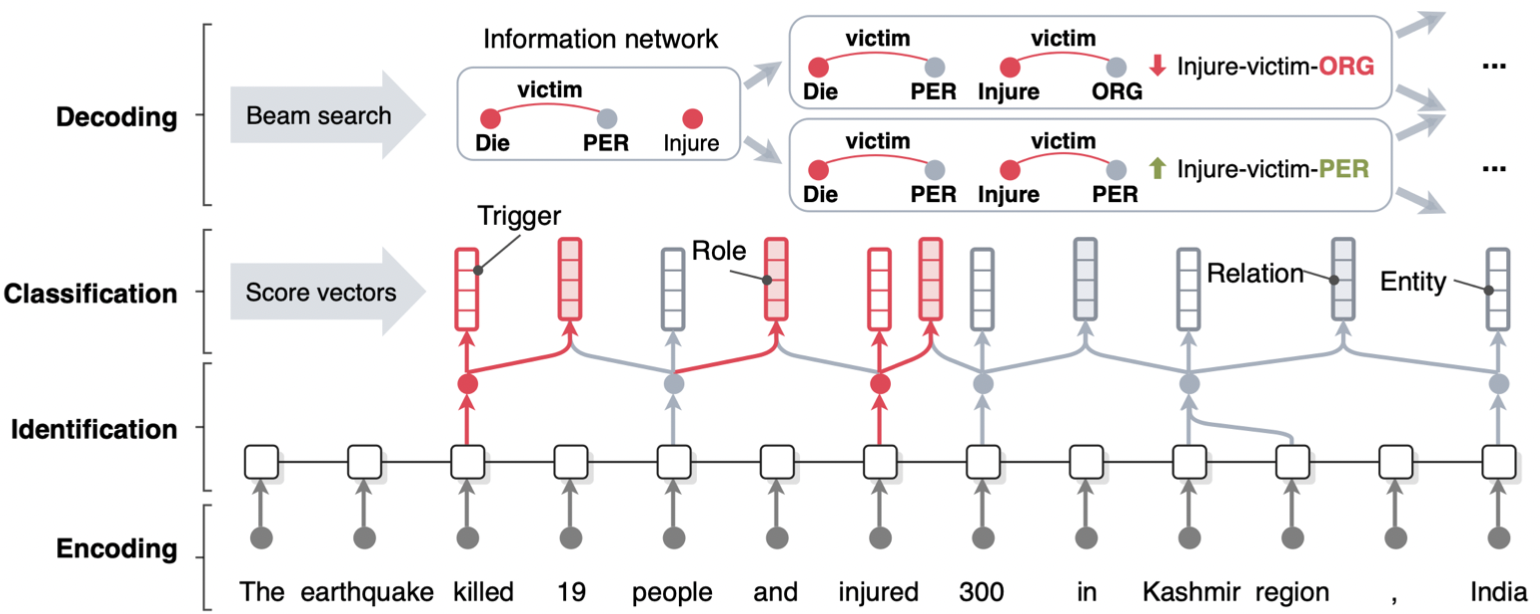 Decoding
Beam search
Information network
victim
Die PER Injure
victim victim
Die PER Injure ORG
Injure-victim-ORG
...
victim victim
Die PER Injure PER
Injure-victim-PER
...
Classification
Score vectors
Trigger
Role
Relation
Entity
Identification
Encoding
The earthquake killed 19 people and injured 300 in Kashmir region , India